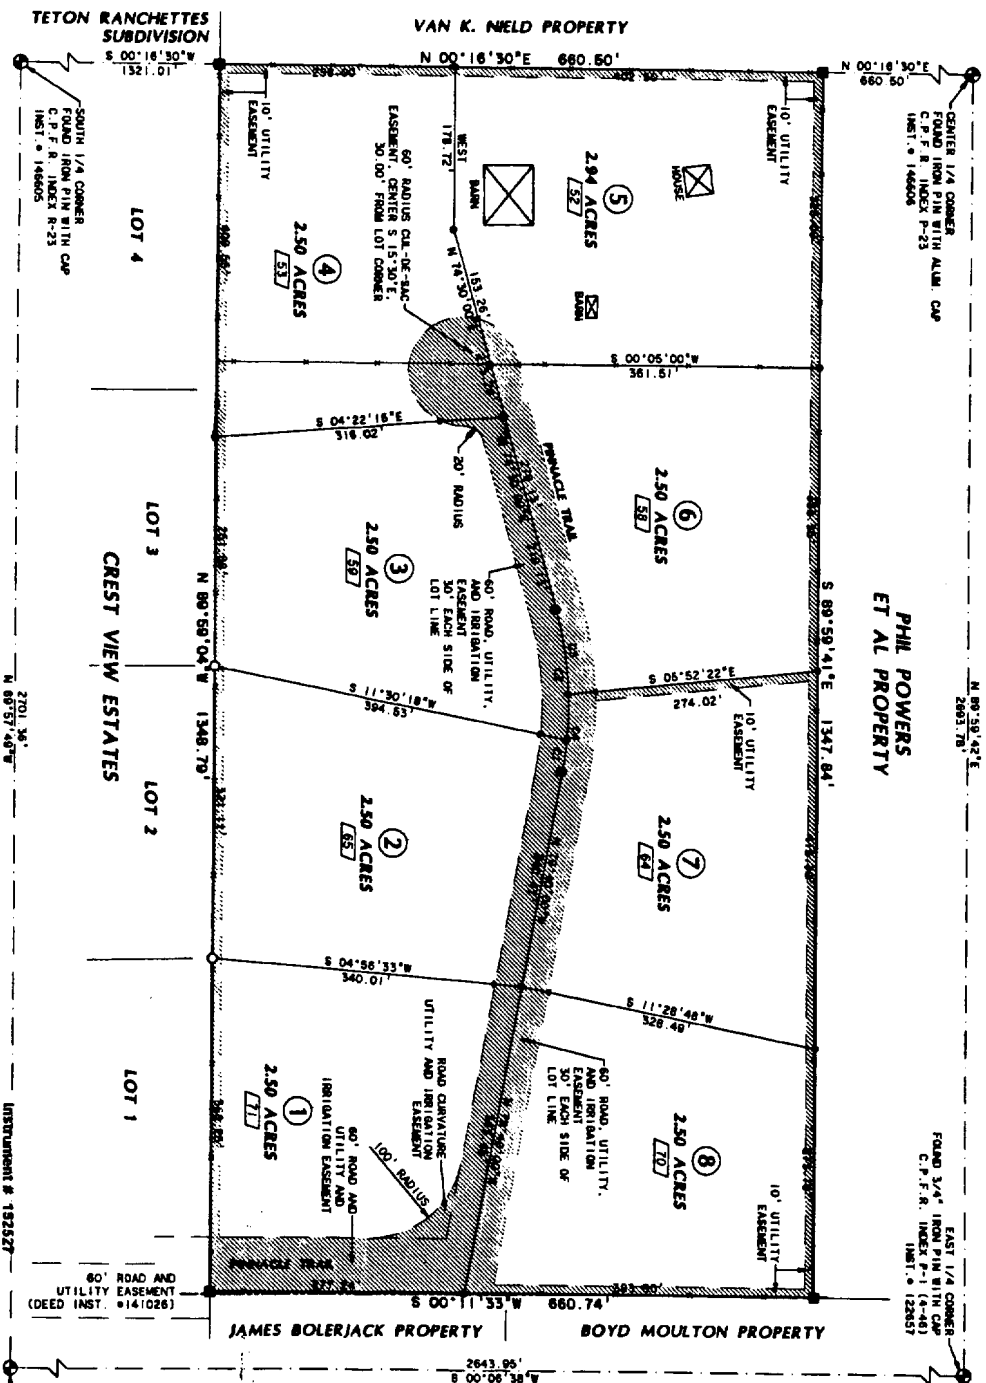 TETON RANCHETTES
SUBDIVISION
S 00°16'30"W
1321.01'
VAN K. NIELD PROPERTY
N 00°16'30"E 660.50'
N 00°16'30"E
660.50'
SOUTH 1/4 CORNER
FOUND IRON PIN WITH CAP
C.P.F.R. INDEX R-23
INST.# 146605
CENTER 1/4 CORNER
FOUND IRON PIN WITH ALUM CAP
C.P.F.R. INDEX P-23
INST.# 146606
10' UTILITY
EASEMENT
10' UTILITY
EASEMENT
WEST
178.72'
BARN
HOUSE
BARN
5
2.94 ACRES
52
60' RADIUS CUL-DE-SAC
EASEMENT, CENTER S 15°30'E,
30.00' FROM LOT CORNER
4
2.50 ACRES
53
LOT 4
153.26'
N 74°30'00"E
S 00°05'00"W
361.51'
S 04°22'16"E
316.02'
20' RADIUS
PINNACLE TRAIL
6
2.50 ACRES
58
3
2.50 ACRES
59
60' ROAD, UTILITY,
AND IRRIGATION
EASEMENT
30' EACH SIDE OF
LOT LINE
LOT 3
CREST VIEW ESTATES
N 89°59'04"W 1348.79'
PHIL POWERS
ET AL PROPERTY
S 89°59'41"E 1347.84'
N 89°59'42"E
2693.78'
2701.36'
N 89°57'49"W
S 11°30'18"W
394.53'
S 05°52'22"E
274.02'
10' UTILITY
EASEMENT
7
2.50 ACRES
64
2
2.50 ACRES
65
LOT 2
S 04°56'33"W
340.01'
S 11°28'48"W
328.49'
60' ROAD, UTILITY,
AND IRRIGATION
EASEMENT
30' EACH SIDE OF
LOT LINE
8
2.50 ACRES
70
1
2.50 ACRES
71
LOT 1
ROAD CURVATURE
UTILITY AND IRRIGATION
EASEMENT
100' RADIUS
60' ROAD AND
UTILITY AND
IRRIGATION EASEMENT
10' UTILITY
EASEMENT
EAST 1/4 CORNER
FOUND 3/4" IRON PIN WITH CAP
C.P.F.R. INDEX P-1 (4-46)
INST.# 122657
Instrument # 192527
PINNACLE TRAIL
60' ROAD AND
UTILITY EASEMENT
(DEED INST. #141026)
S 00°11'33"W 660.74'
JAMES BOLERJACK PROPERTY
BOYD MOULTON PROPERTY
2643.95'
S 00°06'38"W